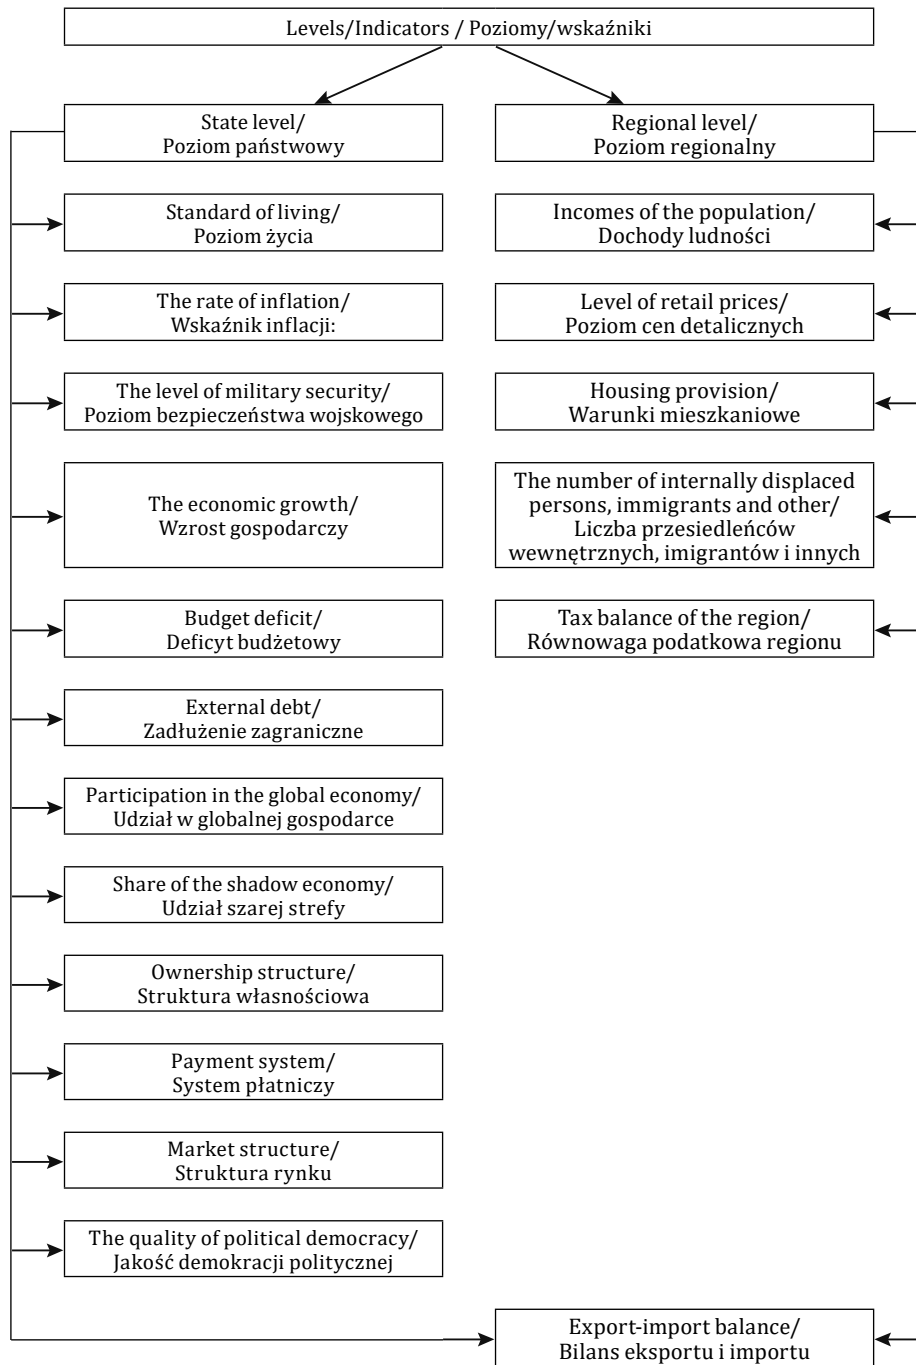 Levels/Indicators / Poziomy/wskaźniki
State level/
Poziom państwowy
Regional level/
Poziom regionalny
Standard of living/
Poziom życia
Incomes of the population/
Dochody ludności
The rate of inflation/
Wskaźnik inflacji:
Level of retail prices/
Poziom cen detalicznych
The level of military security/
Poziom bezpieczeństwa wojskowego
Housing provision/
Warunki mieszkaniowe
The economic growth/
Wzrost gospodarczy
The number of internally displaced
persons, immigrants and other/
Liczba przesiedleńców
wewnętrznych, imigrantów i innych
Budget deficit/
Deficyt budżetowy
Tax balance of the region/
Równowaga podatkowa regionu
External debt/
Zadłużenie zagraniczne
Participation in the global economy/
Udział w globalnej gospodarce
Share of the shadow economy/
Udział szarej strefy
Ownership structure/
Struktura własnościowa
Payment system/
System płatniczy
Market structure/
Struktura rynku
The quality of political democracy/
Jakość demokracji politycznej
Export-import balance/
Bilans eksportu i importu